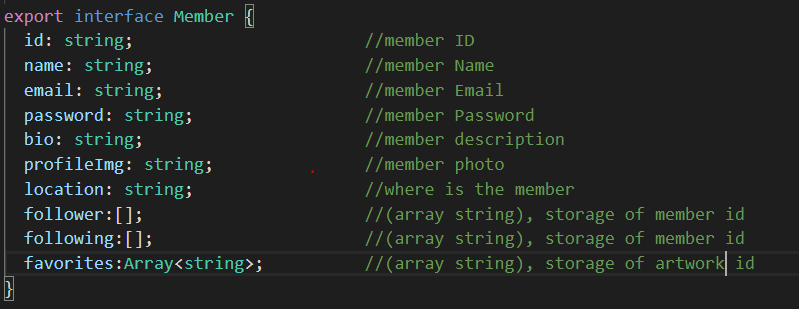 export interface Member {
id: string; //member ID
name: string; //member Name
email: string; //member Email
password: string; //member Password
bio: string; //member description
profileImg: string; //member photo
location: string; //where is the member
follower:[]; //(array string), storage of member id
following:[]; //(array string), storage of member id
favorites:Array<string>; //(array string), storage of artwork id
}